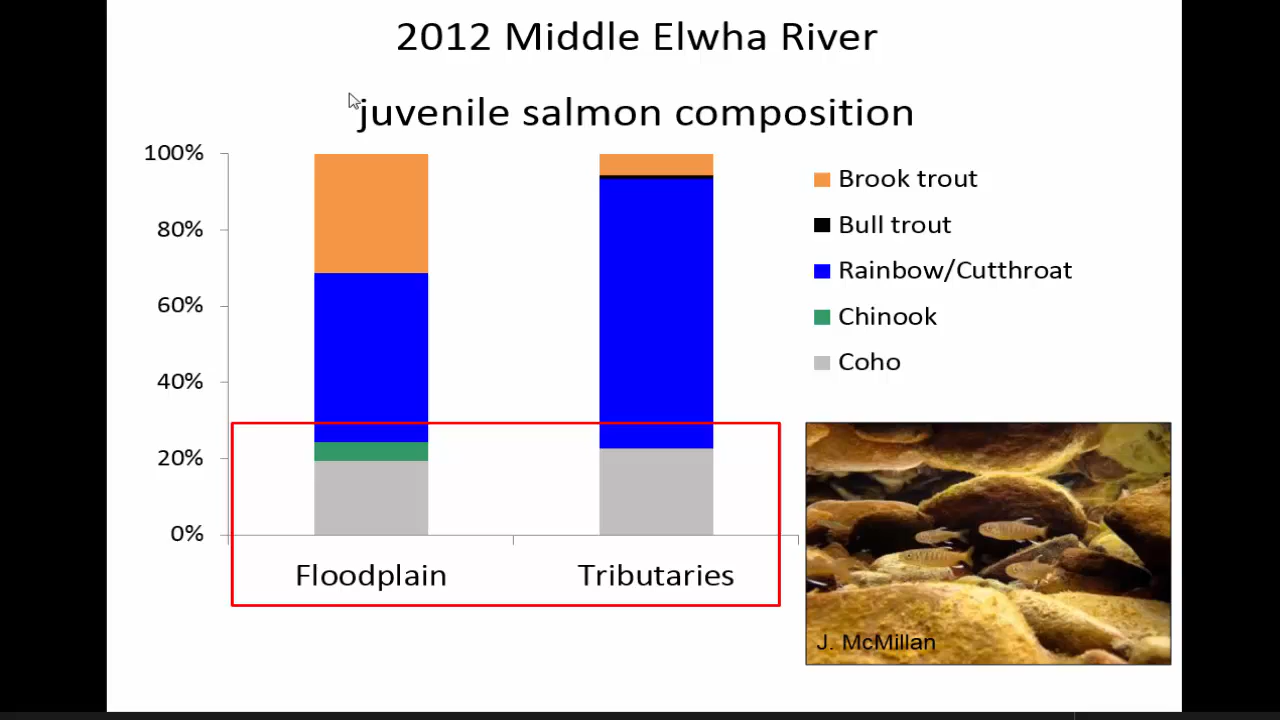 2012 Middle Elwha River
juvenile salmon composition
100%
80%
60%
40%
20%
0%
Floodplain
Tributaries
Brook trout
Bull trout
Rainbow/Cutthroat
Chinook
Coho
J. McMillan